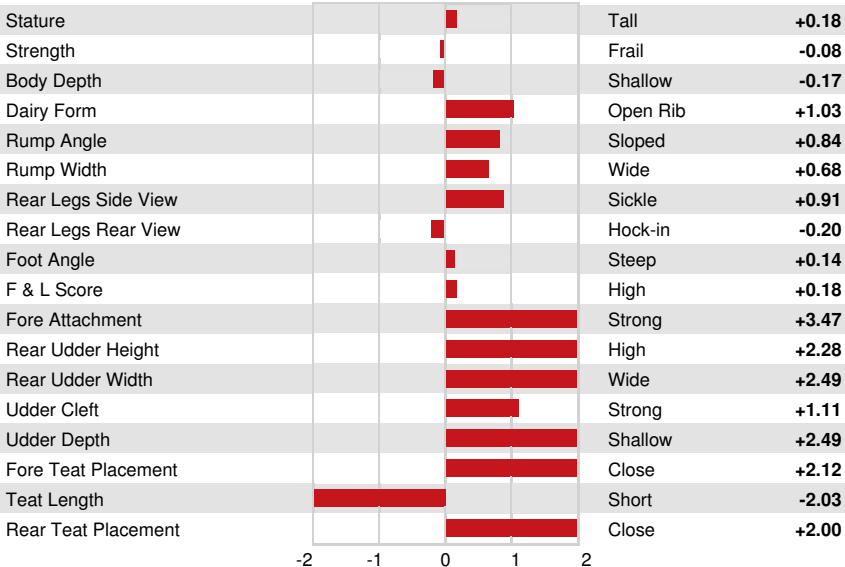 Stature Tall +0.18
Strength Frail -0.08
Body Depth Shallow -0.17
Dairy Form Open Rib +1.03
Rump Angle Sloped +0.84
Rump Width Wide +0.68
Rear Legs Side View Sickle +0.91
Rear Legs Rear View Hock-in -0.20
Foot Angle Steep +0.14
F & L Score High +0.18
Fore Attachment Strong +3.47
Rear Udder Height High +2.28
Rear Udder Width Wide +2.49
Udder Cleft Strong +1.11
Udder Depth Shallow +2.49
Fore Teat Placement Close +2.12
Teat Length Short -2.03
Rear Teat Placement Close +2.00
-2 -1 0 1 2